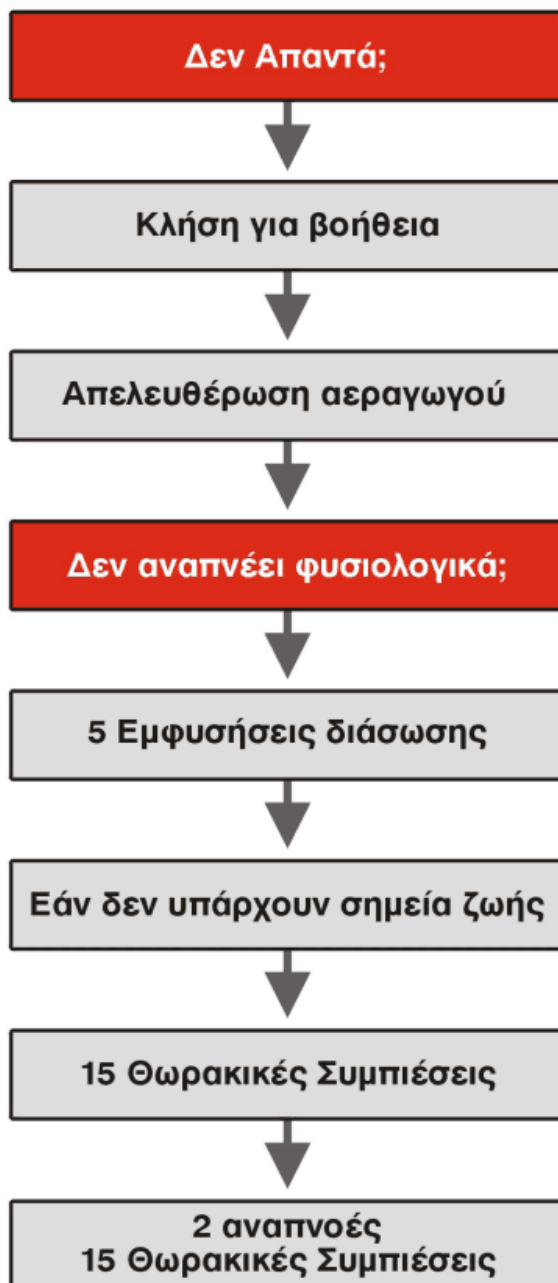 Δεν Απαντά;
Κλήση για βοήθεια
Απελευθέρωση αεραγωγού
Δεν αναπνέει φυσιολογικά;
5 Εμφυσήσεις διάσωσης
Εάν δεν υπάρχουν σημεία ζωής
15 Θωρακικές Συμπιέσεις
2 αναπνοές
15 Θωρακικές Συμπιέσεις